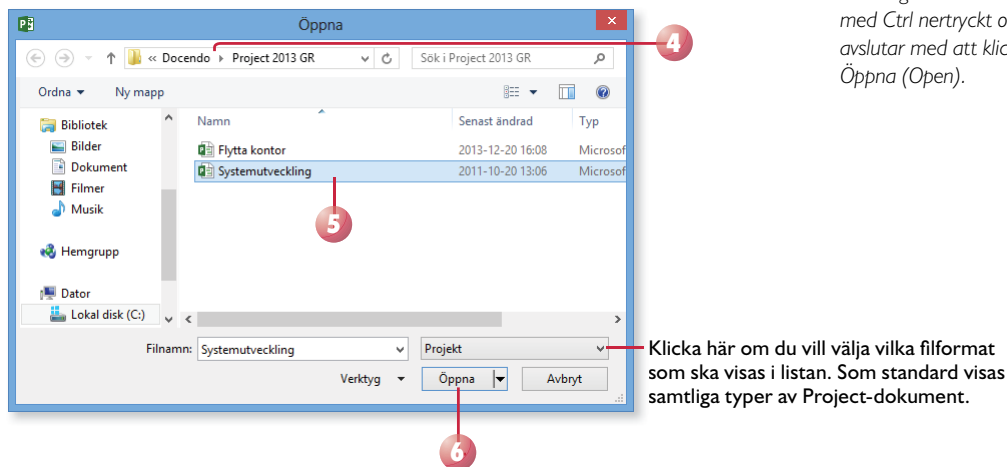 Öppna
« Docendo Project 2013 GR
Sök i Project 2013 GR
4
Ordna
Ny mapp
Bibliotek
Bilder
Dokument
Filmer
Musik
Hemgrupp
Dator
Lokal disk (C:)
Namn
Senast ändrad
Typ
Flytta kontor
2013-12-20 16:08
Microsof
Systemutveckling
2011-10-20 13:06
Microsof
5
Filnamn: Systemutveckling
Projekt
Verktyg
Öppna
Avbryt
6
med Ctrl nertryckt o
avslutar med att klic
Öppna (Open).
Klicka här om du vill välja vilka filformat
som ska visas i listan. Som standard visas
samtliga typer av Project-dokument.